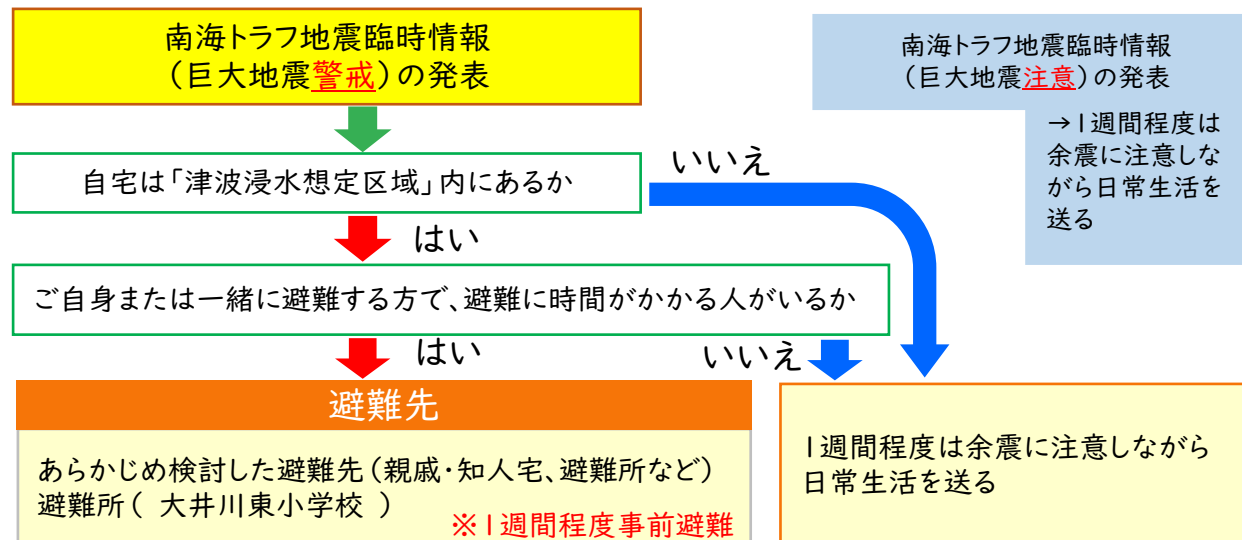 南海トラフ地震臨時情報
（巨大地震警戒）の発表
南海トラフ地震臨時情報
（巨大地震注意）の発表
→1週間程度は
余震に注意しな
がら日常生活を
送る
自宅は「津波浸水想定区域」内にあるか
いいえ
はい
ご自身または一緒に避難する方で、避難に時間がかかる人がいるか
はい
いいえ
避難先
あらかじめ検討した避難先（親戚・知人宅、避難所など）
避難所（ 大井川東小学校 ）
※1週間程度事前避難
1週間程度は余震に注意しながら
日常生活を送る